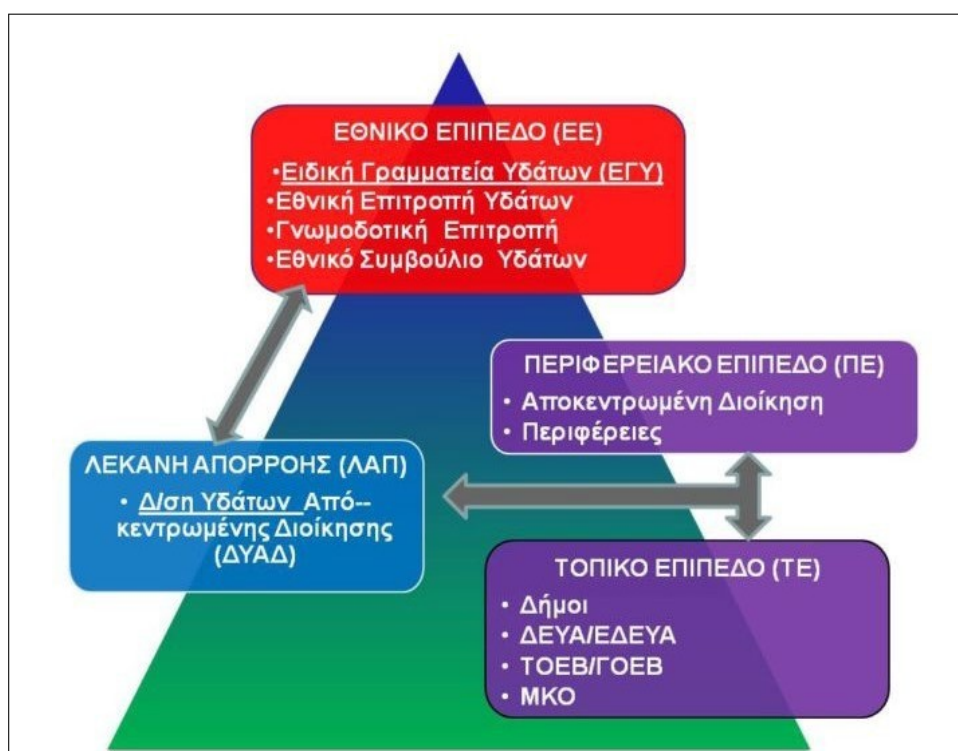 ΕΘΝΙΚΟ ΕΠΙΠΕΔΟ (ΕΕ)
•Ειδική Γραμματεία Υδάτων (ΕΓΥ)
•Εθνική Επιτροπή Υδάτων
•Γνωμοδοτική Επιτροπή
•Εθνικό Συμβούλιο Υδάτων
ΠΕΡΙΦΕΡΕΙΑΚΟ ΕΠΙΠΕΔΟ (ΠΕ)
• Αποκεντρωμένη Διοίκηση
• Περιφέρειες
ΛΕΚΑΝΗ ΑΠΟΡΡΟΗΣ (ΛΑΠ)
• Δ/ση Υδάτων Από--
κεντρωμένης Διοίκησης
(ΔΥΑΔ)
ΤΟΠΙΚΟ ΕΠΙΠΕΔΟ (ΤΕ)
• Δήμοι
• ΔΕΥΑ/ΕΔΕΥΑ
• ΤΟΕΒ/ΓΟΕΒ
• ΜΚΟ